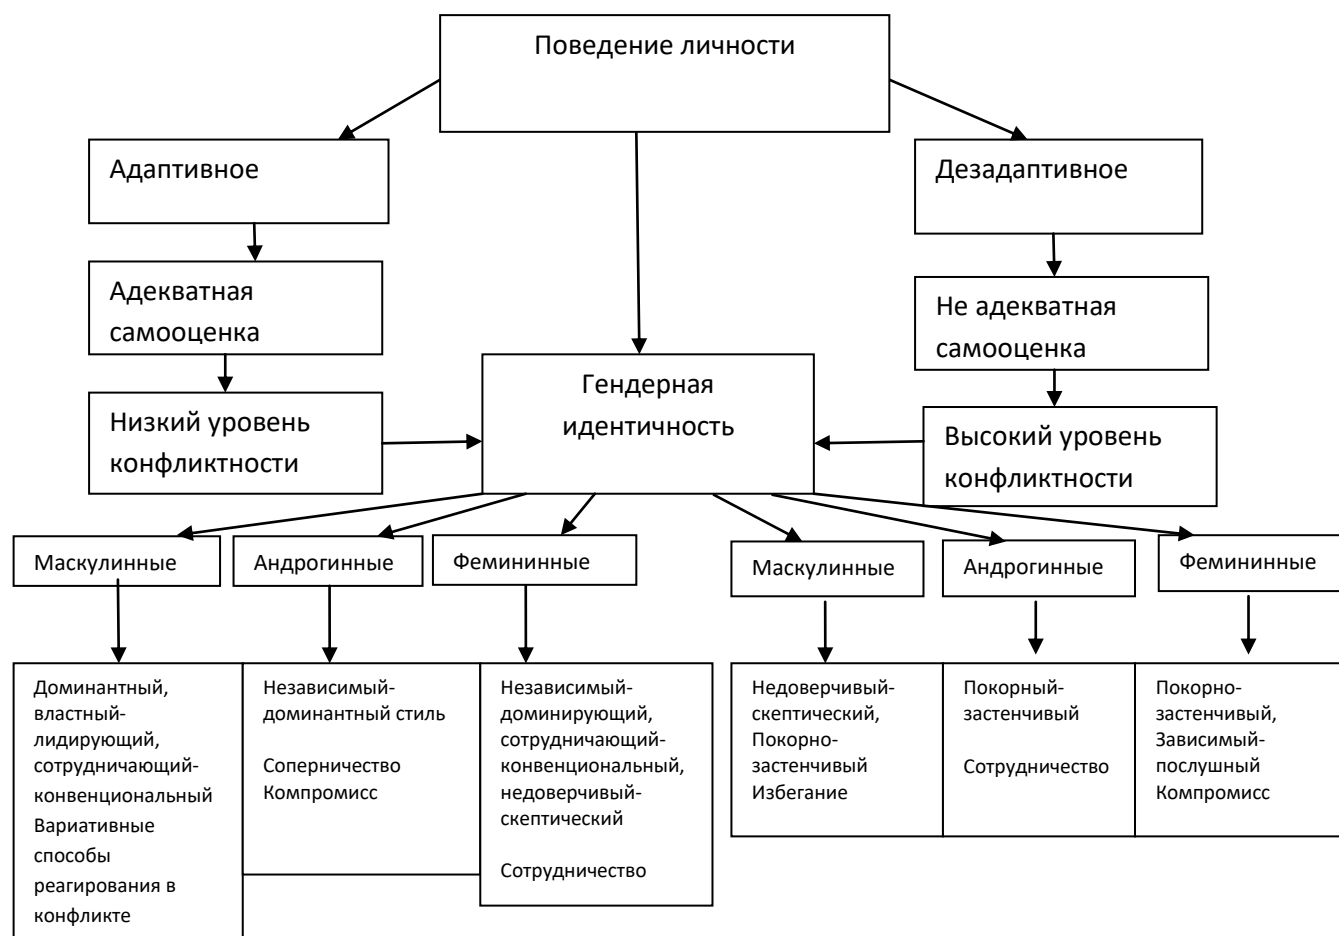 Поведение личности
Адаптивное
Дезадаптивное
Адекватная
самооценка
Не адекватная
самооценка
Гендерная
идентичность
Низкий уровень
конфликтности
Высокий уровень
конфликтности
Маскулинные
Андрогинные
Фемининные
Маскулинные
Андрогинные
Фемининные
Доминантный,
властный-
лидирующий,
сотрудничающий-
конвенциональный
Вариативные
способы
реагирования в
конфликте
Независимый-
доминантный стиль
Соперничество
Компромисс
Независимый-
доминирующий,
сотрудничающий-
конвенциональный,
недоверчивый-
скептический
Сотрудничество
Недоверчивый-
скептический,
Покорно-
застенчивый
Избегание
Покорный-
застенчивый
Сотрудничество
Покорно-
застенчивый,
Зависимый-
послушный
Компромисс